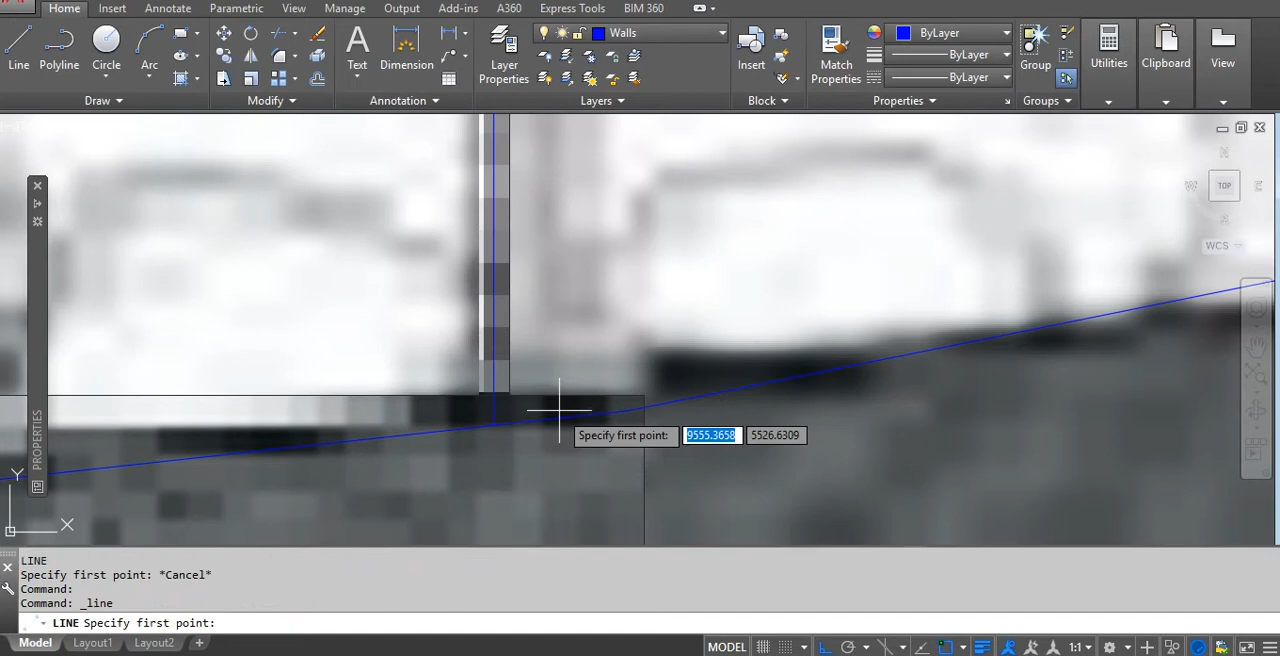 Home Insert Annotate Parametric View Manage Output Add-ins A360 Express Tools BIM 360
Walls
ByLayer
ByLayer
ByLayer
Line Polyline Circle Arc
Text Dimension
Layer Properties
Insert
Match Properties
Group
Utilities
Clipboard
View
Draw Modify Annotation Layers Block Properties Groups
N
W TOP E
S
WCS
PROPERTIES
Specify first point: 9555.3658 5526.6309
Y
X
LINE
Specify first point: *Cancel*
Command:
Command: _line
LINE Specify first point:
Model Layout1 Layout2 +
MODEL 1:1